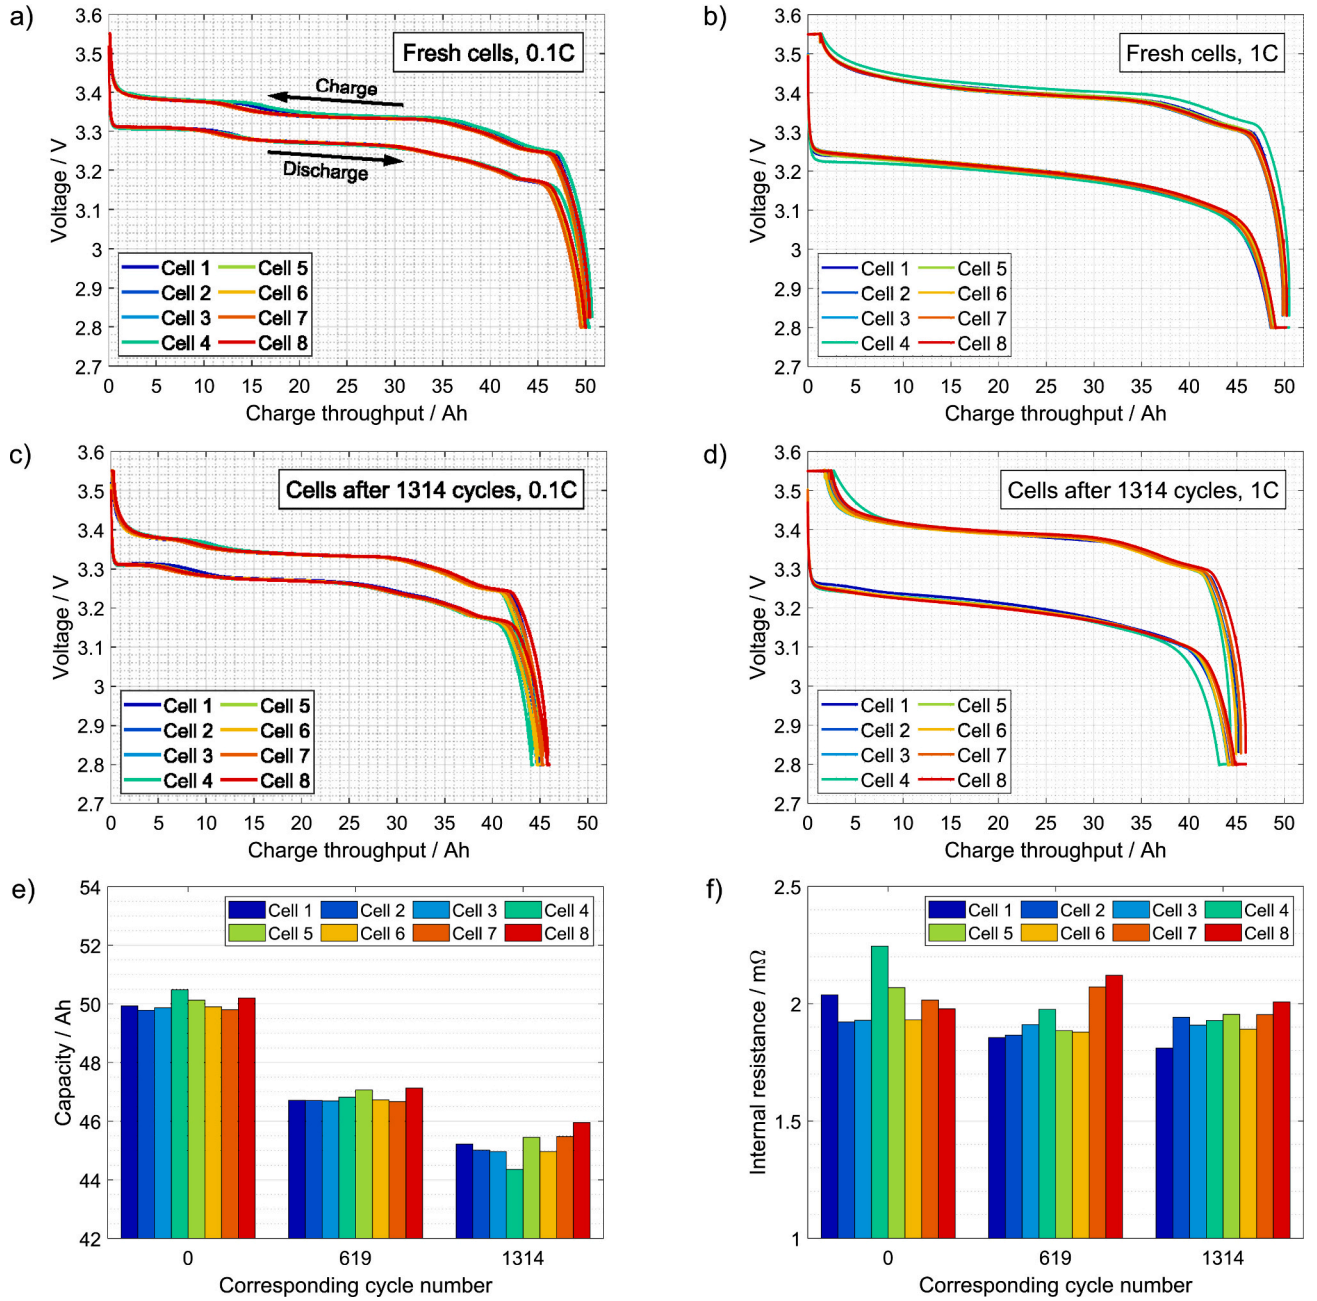 a)
3.6
3.5
3.4
3.3
3.2
3.1
3
2.9
2.8
2.7
Voltage / V
Fresh cells, 0.1C
Charge
Discharge
Cell 1 Cell 5
Cell 2 Cell 6
Cell 3 Cell 7
Cell 4 Cell 8
0 5 10 15 20 25 30 35 40 45 50
Charge throughput / Ah
b)
3.6
3.5
3.4
3.3
3.2
3.1
3
2.9
2.8
2.7
Voltage / V
Fresh cells, 1C
Cell 1 Cell 5
Cell 2 Cell 6
Cell 3 Cell 7
Cell 4 Cell 8
0 5 10 15 20 25 30 35 40 45 50
Charge throughput / Ah
c)
3.6
3.5
3.4
3.3
3.2
3.1
3
2.9
2.8
2.7
Voltage / V
Cells after 1314 cycles, 0.1C
Cell 1 Cell 5
Cell 2 Cell 6
Cell 3 Cell 7
Cell 4 Cell 8
0 5 10 15 20 25 30 35 40 45 50
Charge throughput / Ah
d)
3.6
3.5
3.4
3.3
3.2
3.1
3
2.9
2.8
2.7
Voltage / V
Cells after 1314 cycles, 1C
Cell 1 Cell 5
Cell 2 Cell 6
Cell 3 Cell 7
Cell 4 Cell 8
0 5 10 15 20 25 30 35 40 45 50
Charge throughput / Ah
e)
54
52
50
48
46
44
42
Capacity / Ah
Cell 1 Cell 2 Cell 3 Cell 4
Cell 5 Cell 6 Cell 7 Cell 8
0 619 1314
Corresponding cycle number
f)
2.5
2
1.5
1
Internal resistance / mΩ
Cell 1 Cell 2 Cell 3 Cell 4
Cell 5 Cell 6 Cell 7 Cell 8
0 619 1314
Corresponding cycle number